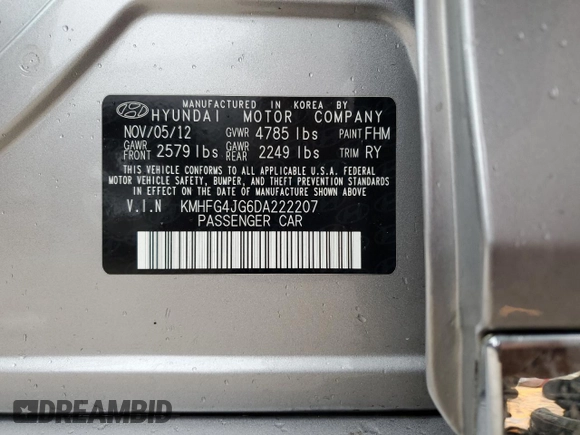 MANUFACTURED IN KOREA BY
HYUNDAI MOTOR COMPANY
NOV/05/12 GVWR 4785 lbs PAINT FHM
GAWR FRONT 2579 lbs GAWR REAR 2249 lbs TRIM RY
THIS VEHICLE CONFORMS TO ALL APPLICABLE U.S.A. FEDERAL
MOTOR VEHICLE SAFETY, BUMPER, AND THEFT PREVENTION STANDARDS
IN EFFECT ON THE DATE OF MANUFACTURE SHOWN ABOVE
V.I.N KMHFG4JG6DA222207
PASSENGER CAR
DREAMBID